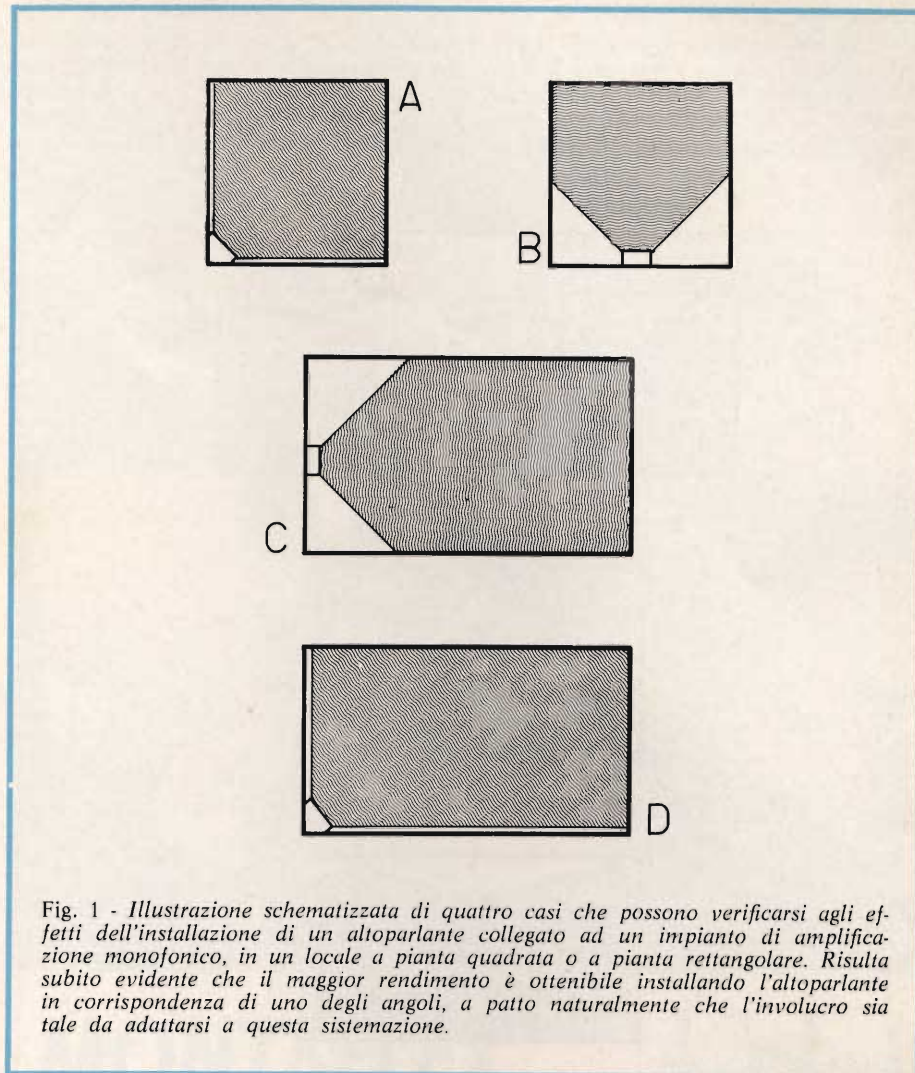 A
B
C
D
Fig. 1 - Illustrazione schematizzata di quattro casi che possono verificarsi agli ef-
fetti dell'installazione di un altoparlante collegato ad un impianto di amplifica-
zione monofonico, in un locale a pianta quadrata o a pianta rettangolare. Risulta
subito evidente che il maggior rendimento è ottenibile installando l'altoparlante
in corrispondenza di uno degli angoli, a patto naturalmente che l'involucro sia
tale da adattarsi a questa sistemazione.